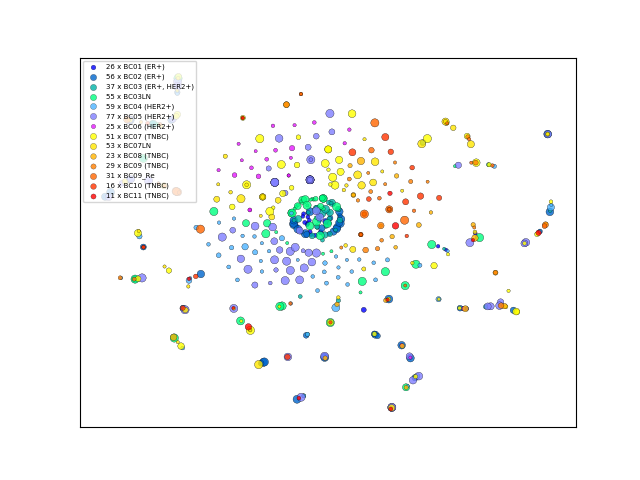 26 x BC01 (ER+)
56 x BC02 (ER+)
37 x BC03 (ER+, HER2+)
55 x BC03LN
59 x BC04 (HER2+)
77 x BC05 (HER2+)
25 x BC06 (HER2+)
51 x BC07 (TNBC)
53 x BC07LN
23 x BC08 (TNBC)
29 x BC09 (TNBC)
31 x BC09_Re
16 x BC10 (TNBC)
11 x BC11 (TNBC)